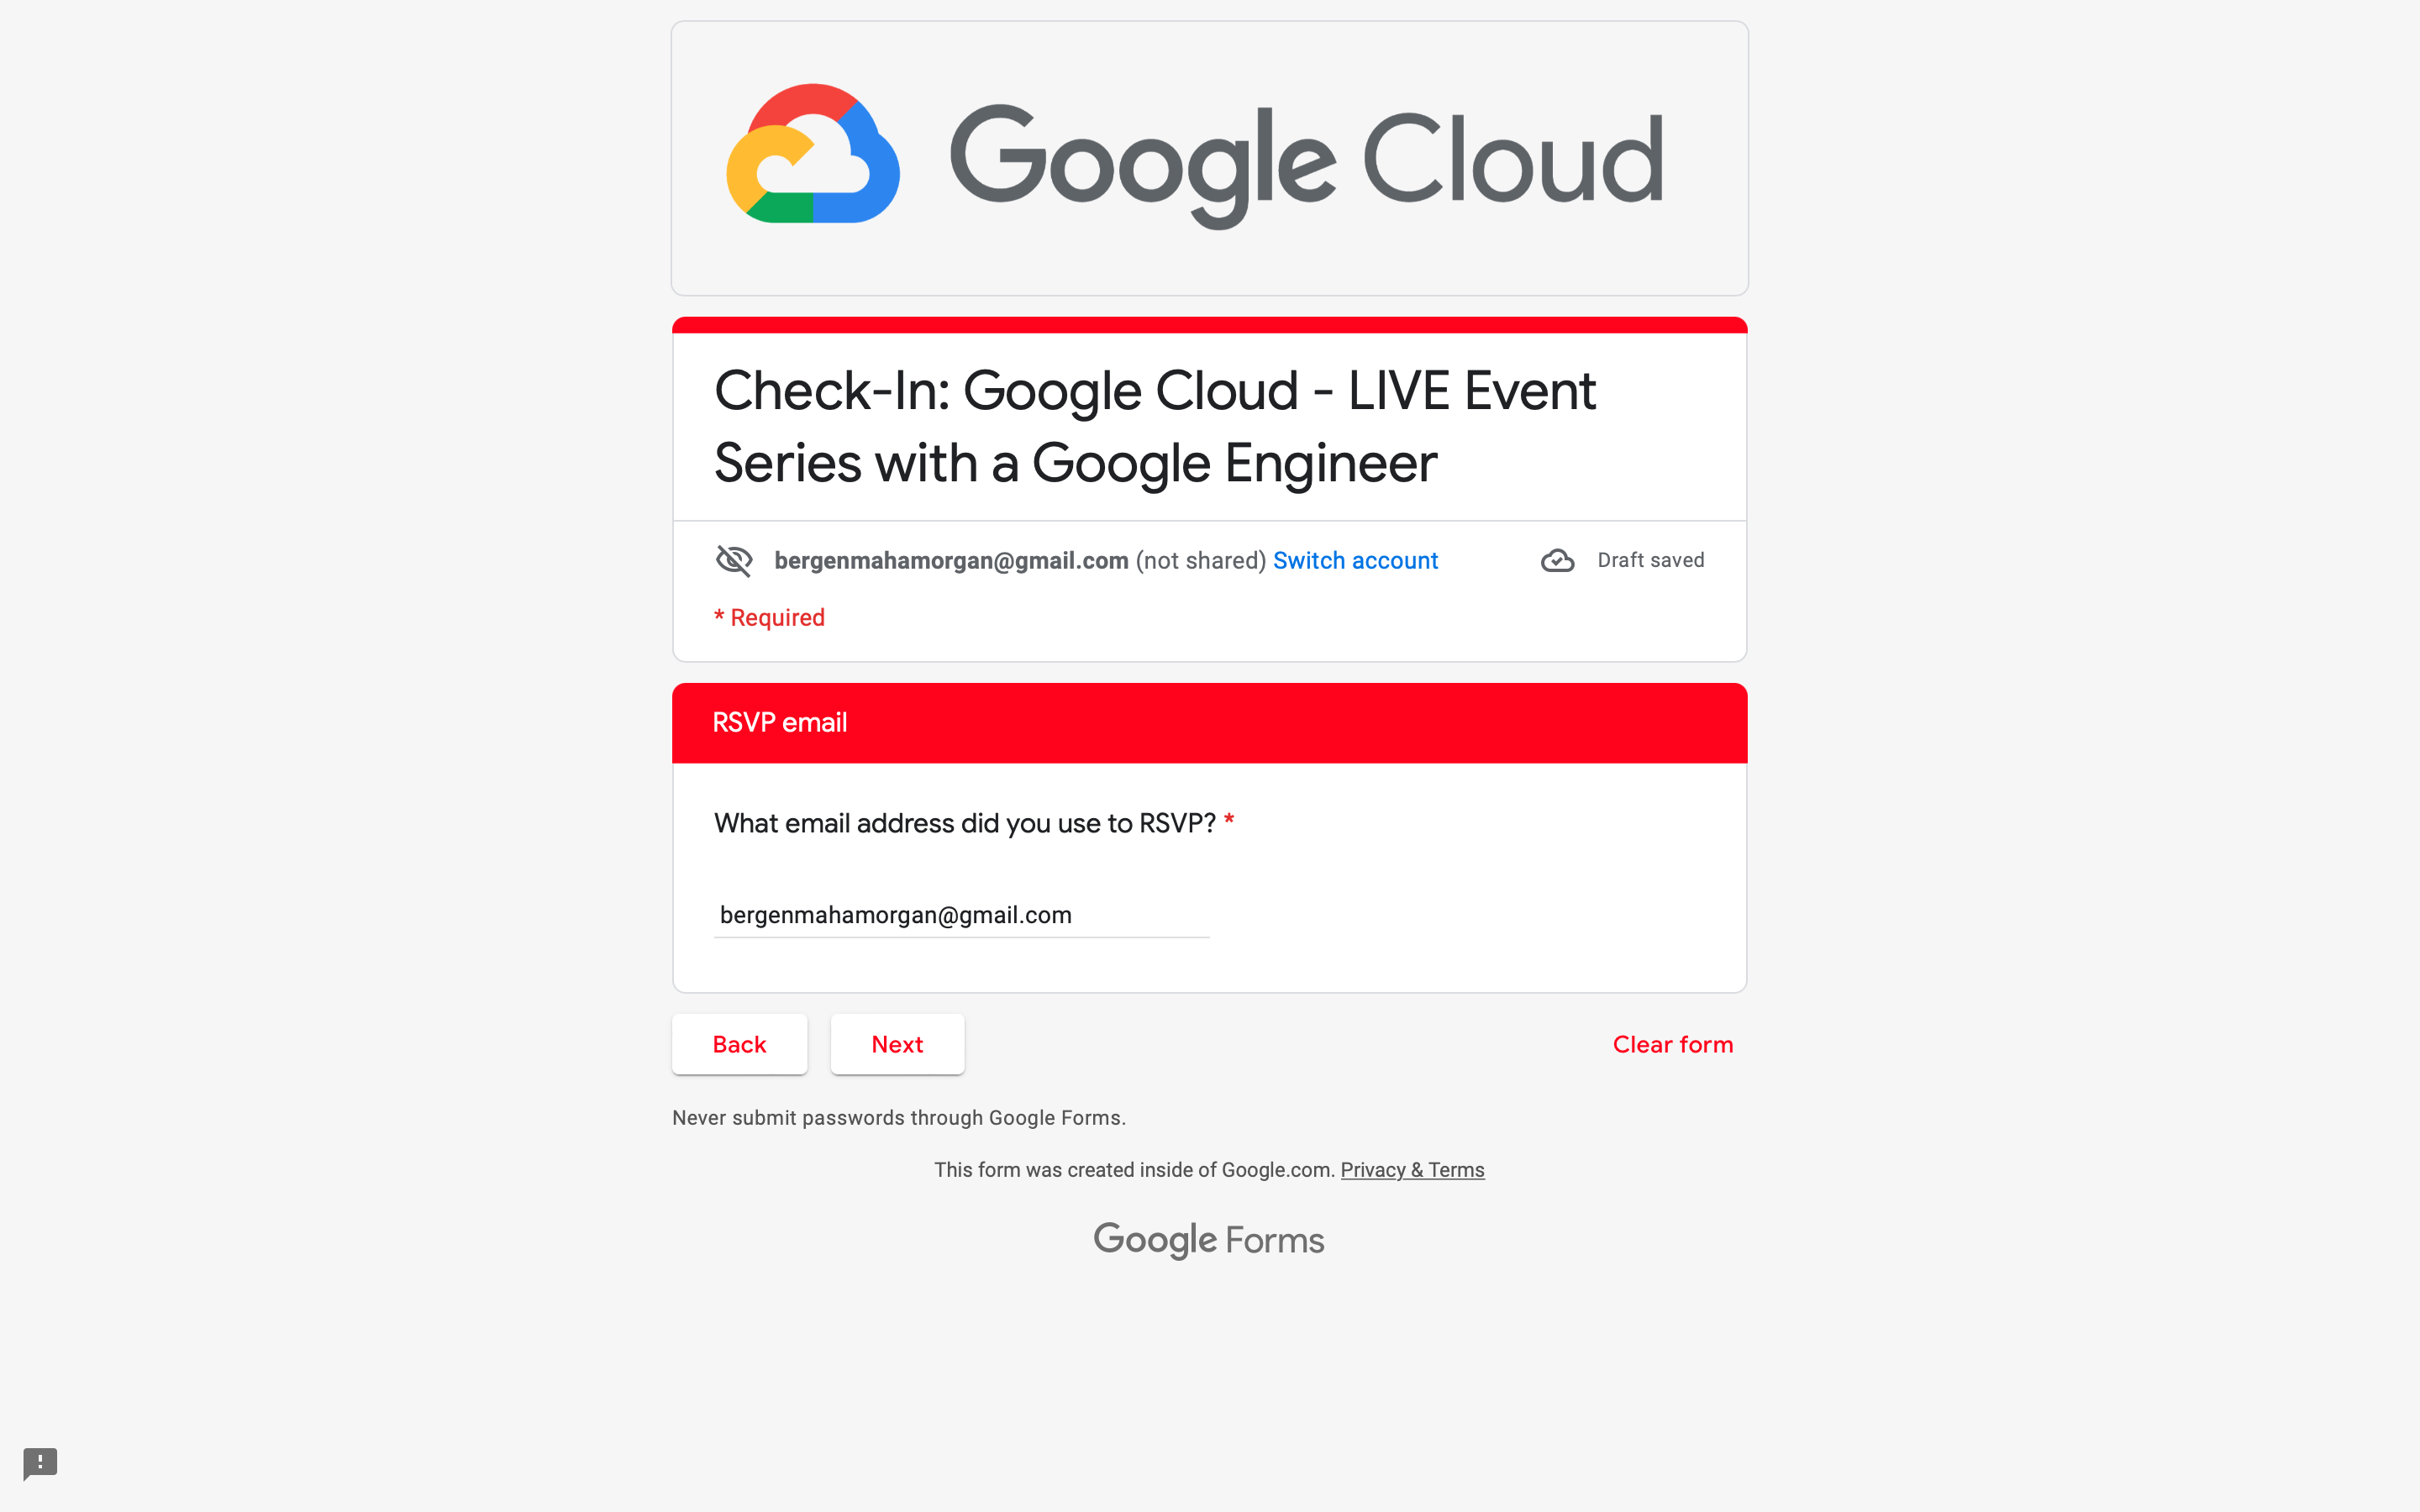 Google Cloud
Check-In: Google Cloud - LIVE Event
Series with a Google Engineer
bergenmahamorgan@gmail.com (not shared) Switch account
Draft saved
* Required
RSVP email
What email address did you use to RSVP? *
bergenmahamorgan@gmail.com
Back
Next
Clear form
Never submit passwords through Google Forms.
This form was created inside of Google.com. Privacy & Terms
Google Forms